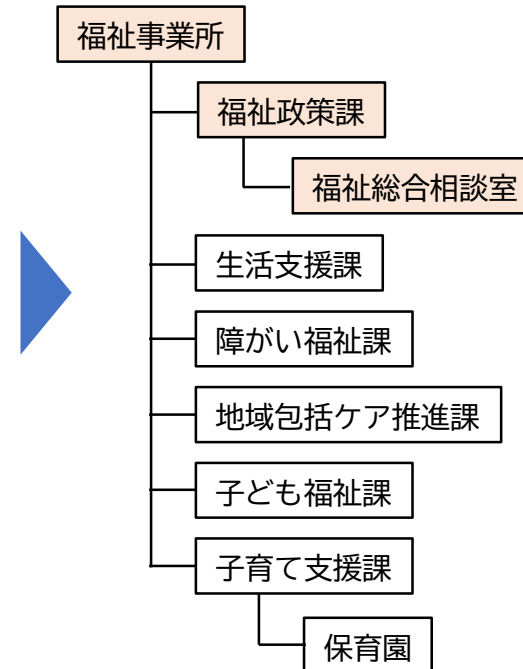 福祉事業所
福祉政策課
福祉総合相談室
生活支援課
障がい福祉課
地域包括ケア推進課
子ども福祉課
子育て支援課
保育園